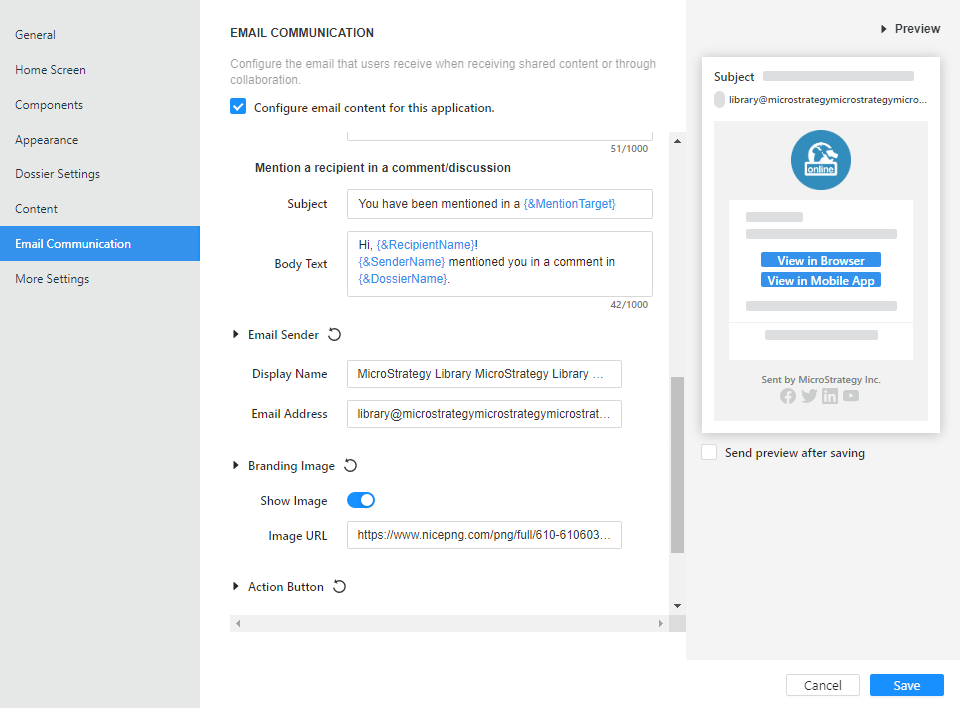 General
Home Screen
Components
Appearance
Dossier Settings
Content
Email Communication
More Settings
EMAIL COMMUNICATION
Configure the email that users receive when receiving shared content or through
collaboration.
Configure email content for this application.
51/1000
Mention a recipient in a comment/discussion
Subject
You have been mentioned in a {&MentionTarget}
Body Text
Hi, {&RecipientName}!
{&SenderName} mentioned you in a comment in
{&DossierName}.
42/1000
Email Sender
Display Name
MicroStrategy Library MicroStrategy Library ...
Email Address
library@microstrategymicrostrategymicrostrat...
Branding Image
Show Image
Image URL
https://www.nicepng.com/png/full/610-610603...
Action Button
Preview
Subject
library@microstrategymicrostrategymicro...
online
View in Browser
View in Mobile App
Sent by MicroStrategy Inc.
Send preview after saving
Cancel
Save